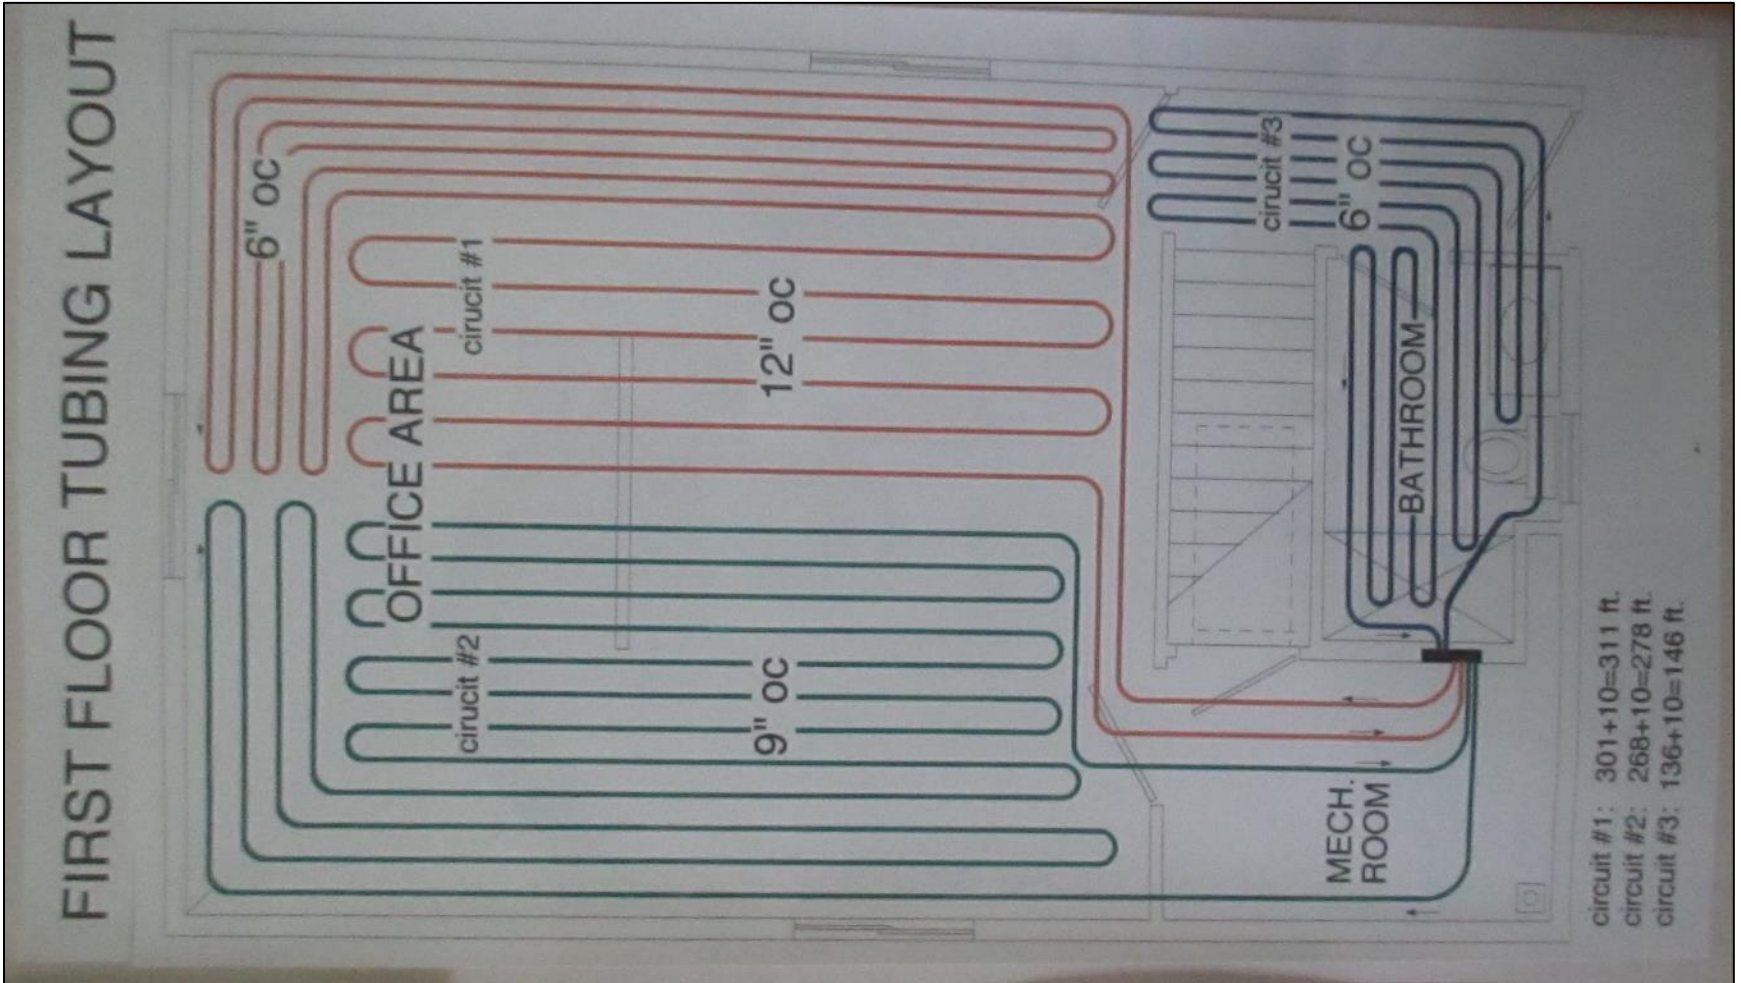 FIRST FLOOR TUBING LAYOUT
6" OC
OFFICE AREA
cirucit #1
cirucit #2
12" OC
9" OC
cirucit #3
6" OC
BATHROOM
MECH.
ROOM
circuit #1: 301+10=311 ft.
circuit #2: 268+10=278 ft.
circuit #3: 136+10=146 ft.